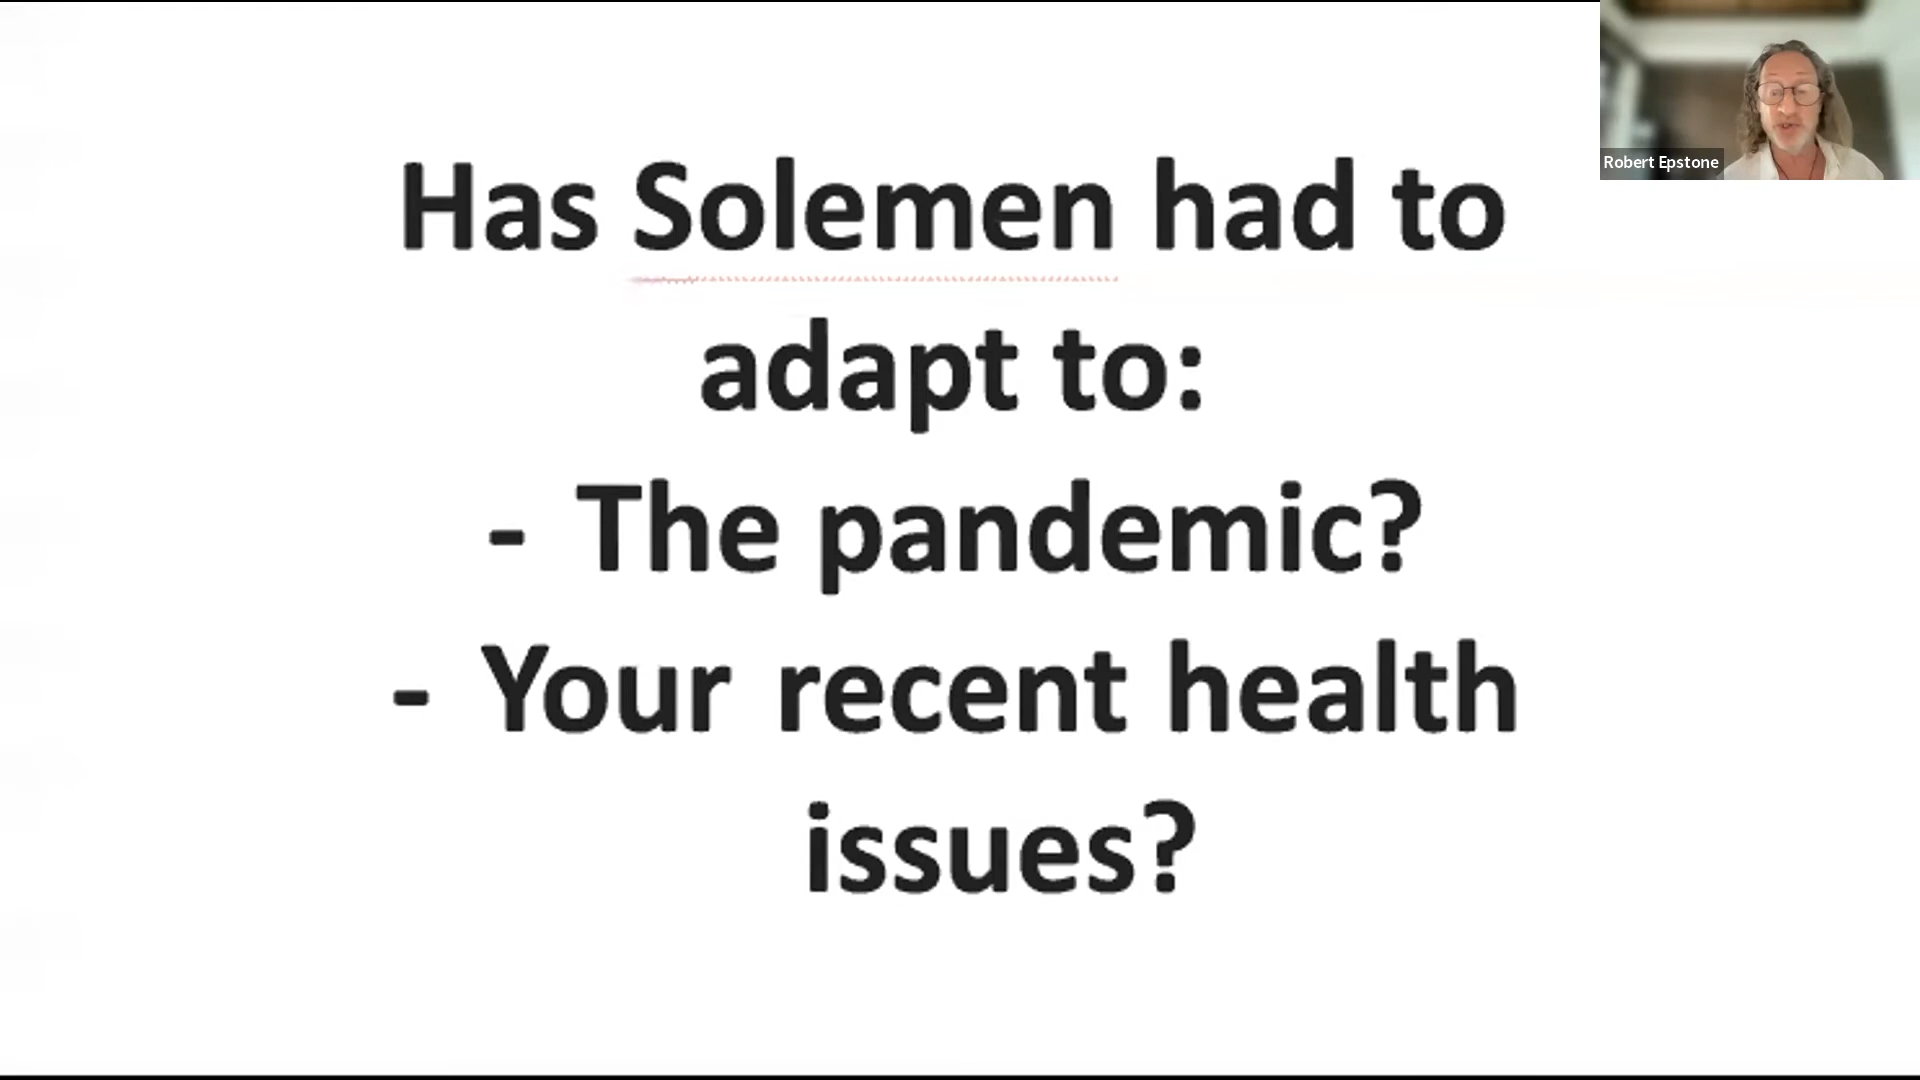 Has Solemen had to
adapt to:
- The pandemic?
- Your recent health
issues?
Robert Epstone